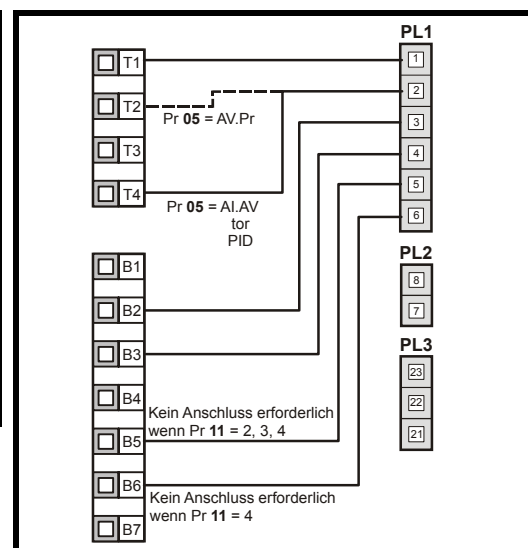 PL1
T1
1
T2
2
Pr 05 = AV.Pr
3
T3
4
T4
5
Pr 05 = AI.AV
tor
PID
6
PL2
B1
8
B2
7
PL3
B3
23
B4
22
Kein Anschluss erforderlich
wenn Pr 11 = 2, 3, 4
B5
21
B6
Kein Anschluss erforderlich
wenn Pr 11 = 4
B7